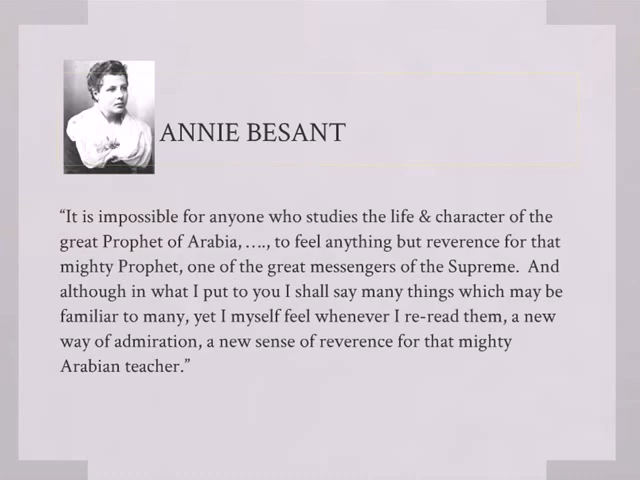 ANNIE BESANT
“It is impossible for anyone who studies the life & character of the
great Prophet of Arabia, …., to feel anything but reverence for that
mighty Prophet, one of the great messengers of the Supreme.  And
although in what I put to you I shall say many things which may be
familiar to many, yet I myself feel whenever I re-read them, a new
way of admiration, a new sense of reverence for that mighty
Arabian teacher.”